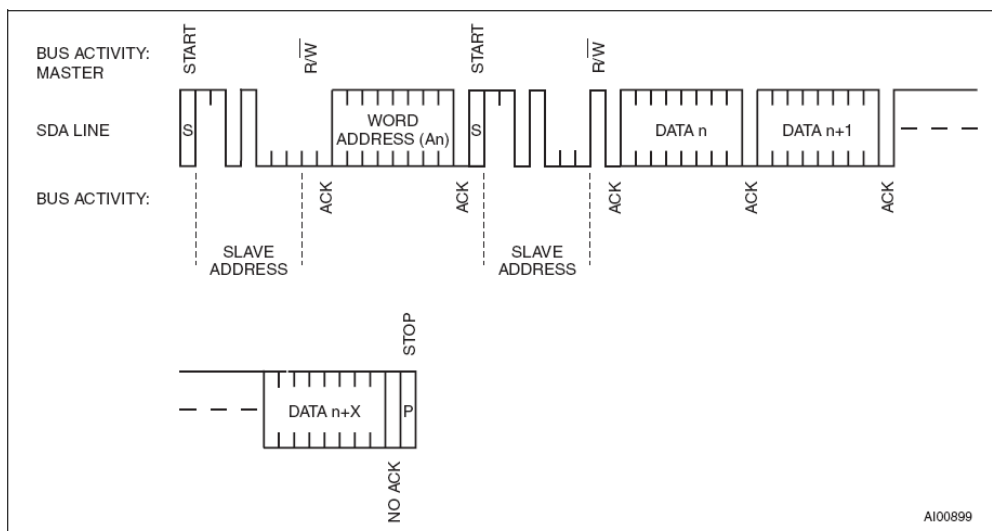 BUS ACTIVITY:
MASTER
START
R/W
START
R/W
SDA LINE
S
WORD
ADDRESS (An)
S
DATA n
DATA n+1
BUS ACTIVITY:
ACK
ACK
ACK
ACK
ACK
SLAVE
ADDRESS
SLAVE
ADDRESS
STOP
DATA n+X
P
NO ACK
AI00899